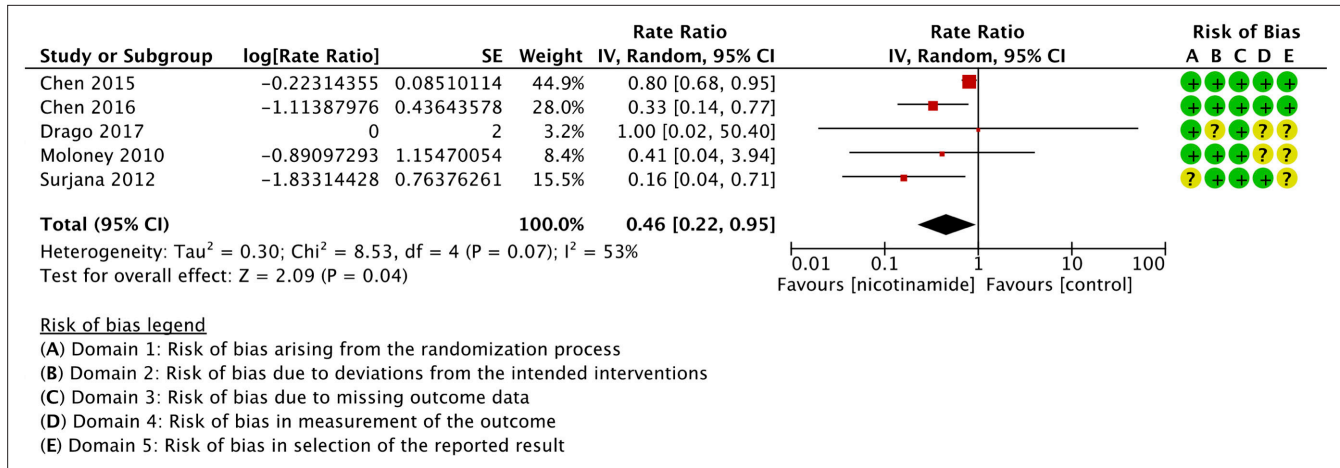 Rate Ratio Rate Ratio Risk of Bias
Study or Subgroup log[Rate Ratio] SE Weight IV, Random, 95% CI IV, Random, 95% CI A B C D E
Chen 2015 -0.22314355 0.08510114 44.9% 0.80 [0.68, 0.95] + + + + +
Chen 2016 -1.11387976 0.43643578 28.0% 0.33 [0.14, 0.77] + + + + +
Drago 2017 0 2 3.2% 1.00 [0.02, 50.40] + ? + ? ?
Moloney 2010 -0.89097293 1.15470054 8.4% 0.41 [0.04, 3.94] + + + ? ?
Surjana 2012 -1.83314428 0.76376261 15.5% 0.16 [0.04, 0.71] ? + + + ?
Total (95% CI) 100.0% 0.46 [0.22, 0.95]
Heterogeneity: Tau² = 0.30; Chi² = 8.53, df = 4 (P = 0.07); I² = 53%
Test for overall effect: Z = 2.09 (P = 0.04)
0.01 0.1 1 10 100
Favours [nicotinamide] Favours [control]
Risk of bias legend
(A) Domain 1: Risk of bias arising from the randomization process
(B) Domain 2: Risk of bias due to deviations from the intended interventions
(C) Domain 3: Risk of bias due to missing outcome data
(D) Domain 4: Risk of bias in measurement of the outcome
(E) Domain 5: Risk of bias in selection of the reported result